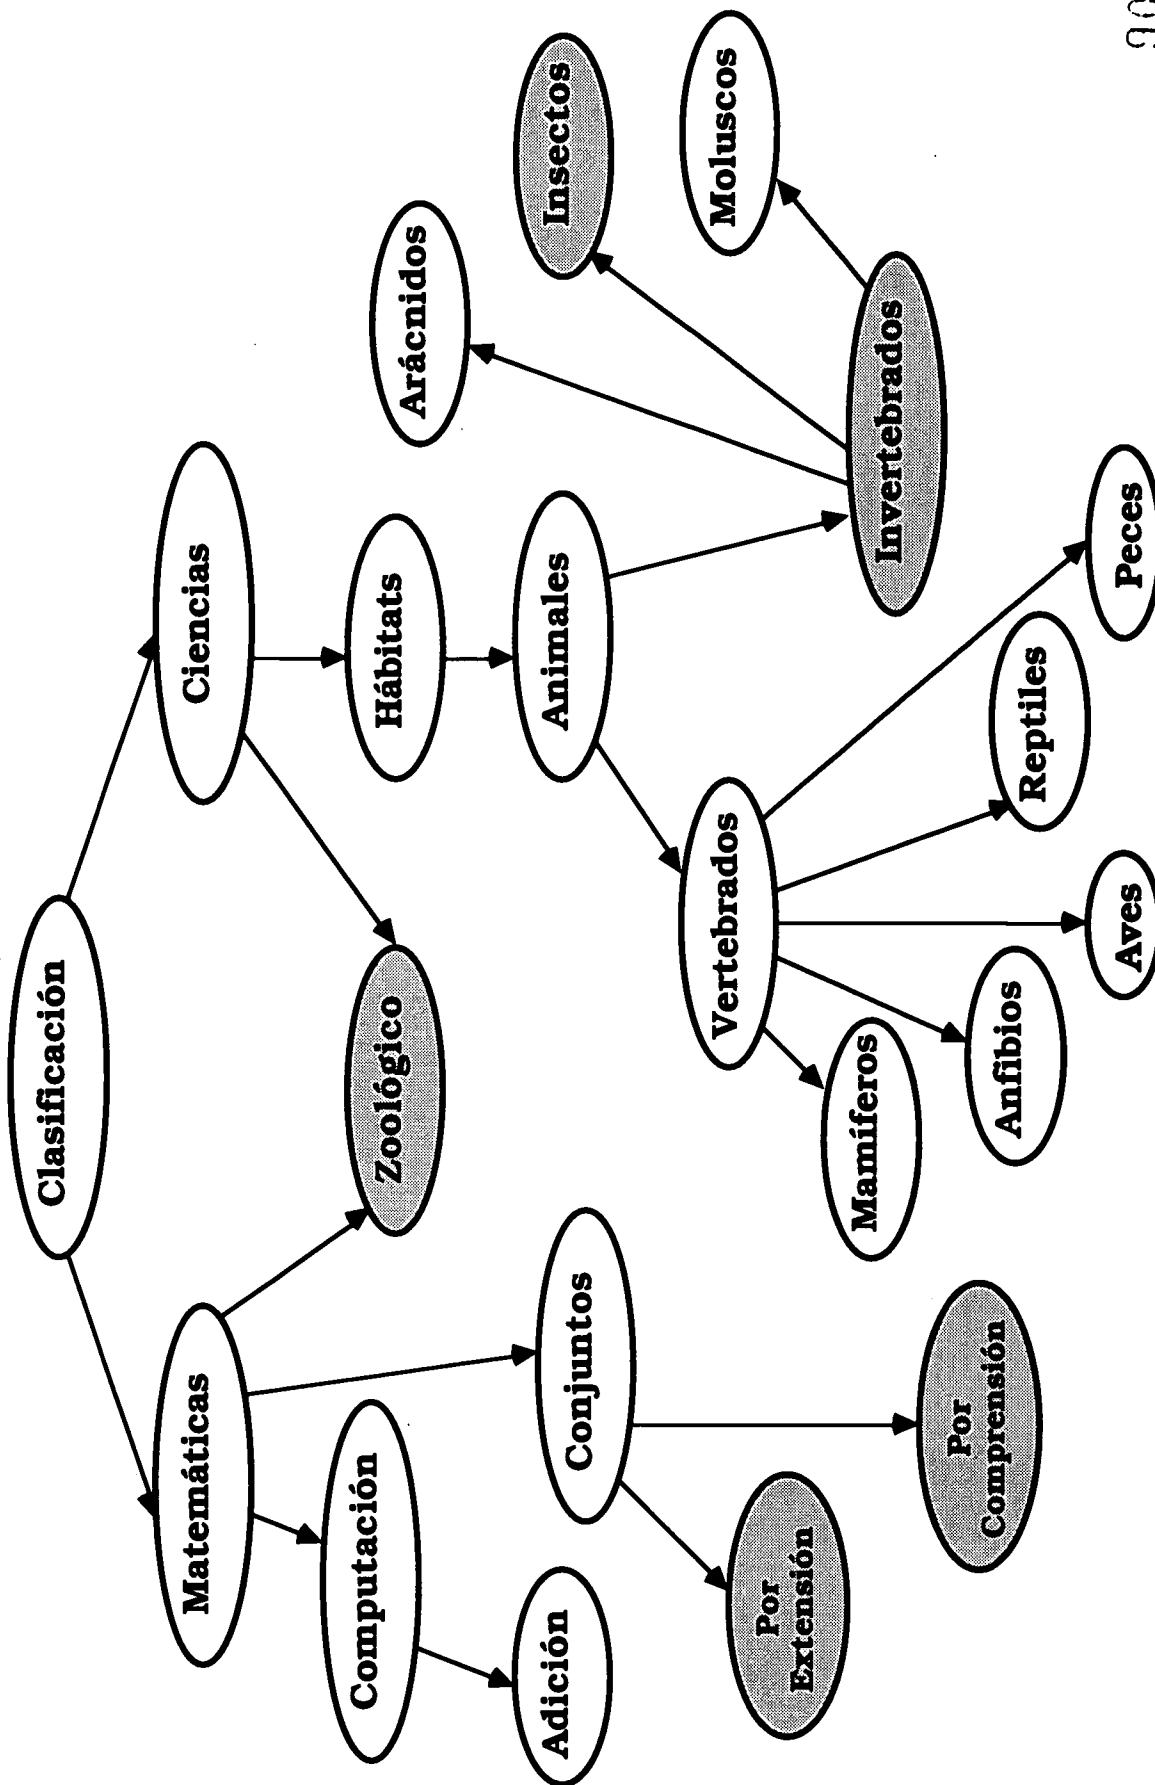 Clasificación
Matemáticas
Ciencias
Computación
Zoológico
Hábitats
Arácnidos
Adición
Conjuntos
Animales
Insectos
Por
Extensión
Vertebrados
Moluscos
Mamíferos
Invertebrados
Por
Comprensión
Anfibios
Reptiles
Aves
Peces